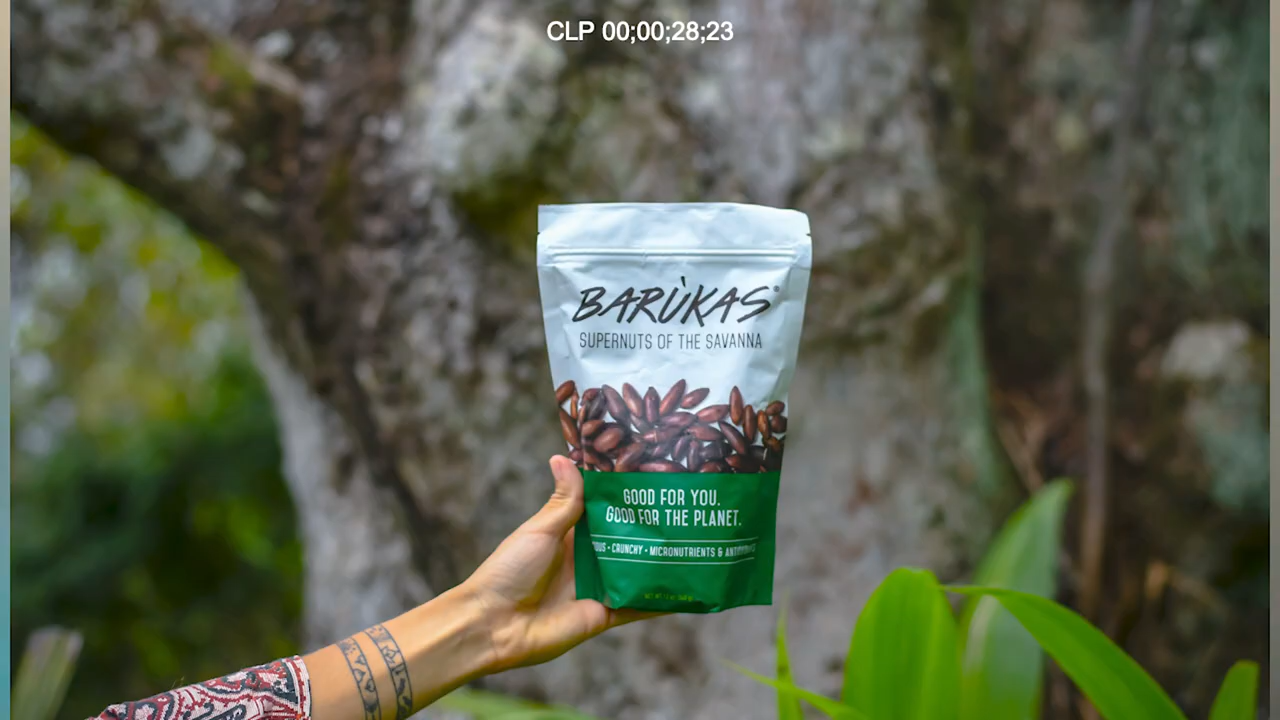 CLP 00;00;28;23
BARÙKAS®
SUPERNUTS OF THE SAVANNA
GOOD FOR YOU.
GOOD FOR THE PLANET.
• CRUNCHY • MICRONUTRIENTS &